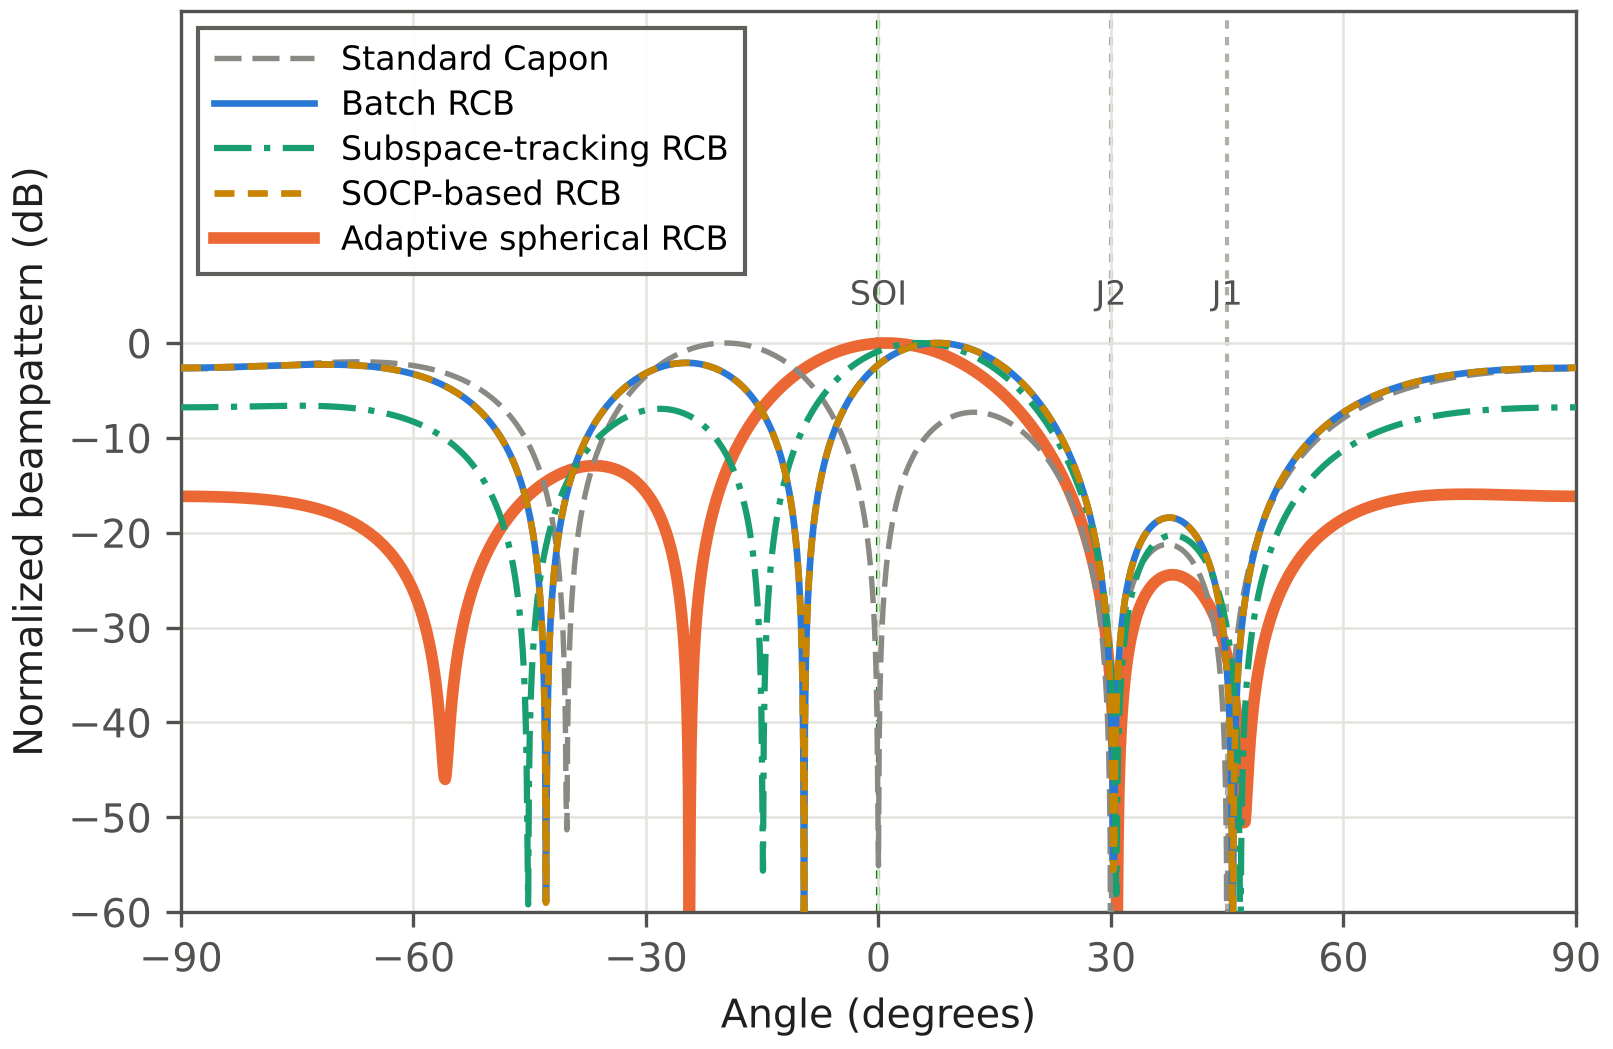 Standard Capon
Batch RCB
Subspace-tracking RCB
SOCP-based RCB
Adaptive spherical RCB
SOI
J2
J1
Normalized beampattern (dB)
0
−10
−20
−30
−40
−50
−60
−90
−60
−30
0
30
60
90
Angle (degrees)